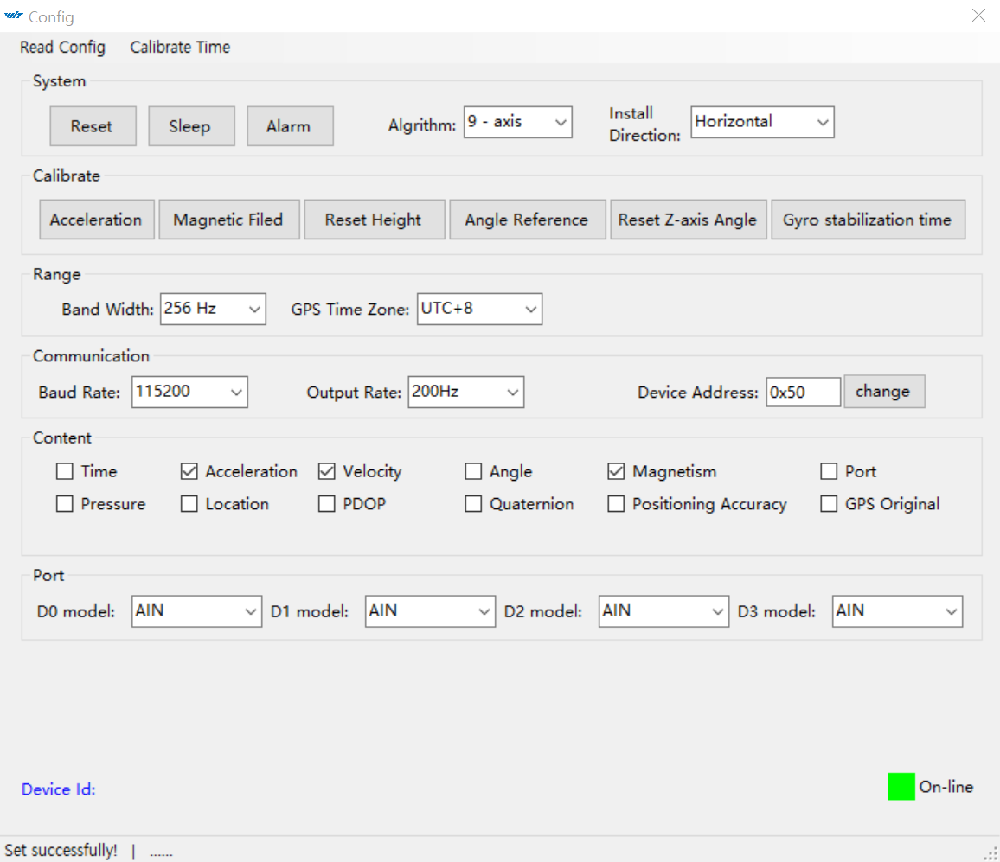 WT Config
Read Config Calibrate Time
System
Reset Sleep Alarm Algrithm: 9 - axis Install Direction: Horizontal
Calibrate
Acceleration Magnetic Filed Reset Height Angle Reference Reset Z-axis Angle Gyro stabilization time
Range
Band Width: 256 Hz GPS Time Zone: UTC+8
Communication
Baud Rate: 115200 Output Rate: 200Hz Device Address: 0x50 change
Content
Time Acceleration Velocity Angle Magnetism Port
Pressure Location PDOP Quaternion Positioning Accuracy GPS Original
Port
D0 model: AIN D1 model: AIN D2 model: AIN D3 model: AIN
Device Id: On-line
Set successfully! | ......